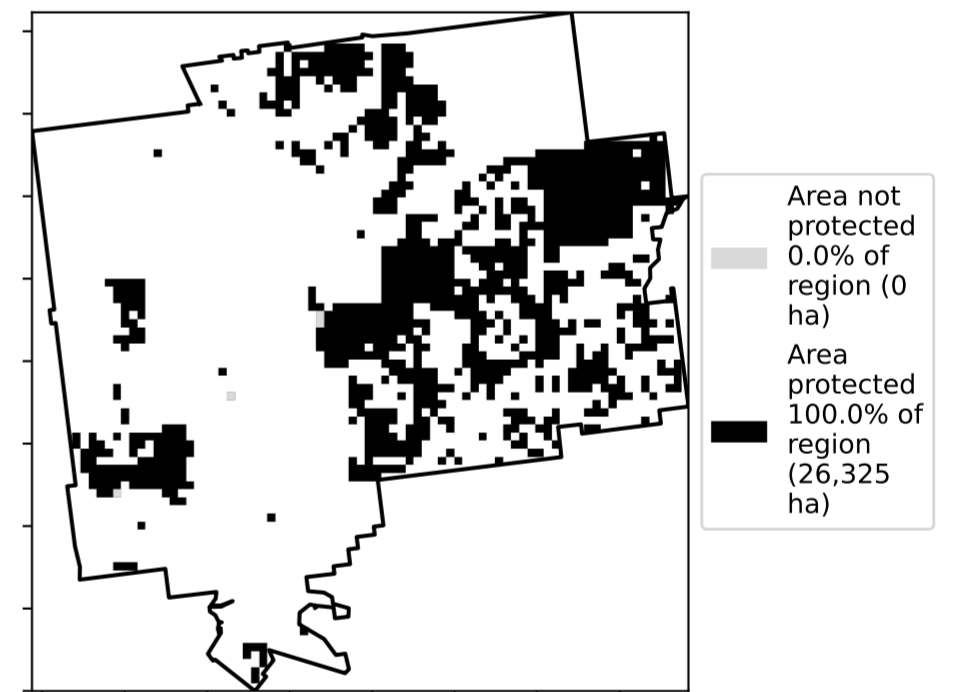 Area not
protected
0.0% of
region (0
ha)
Area
protected
100.0% of
region
(26,325
ha)